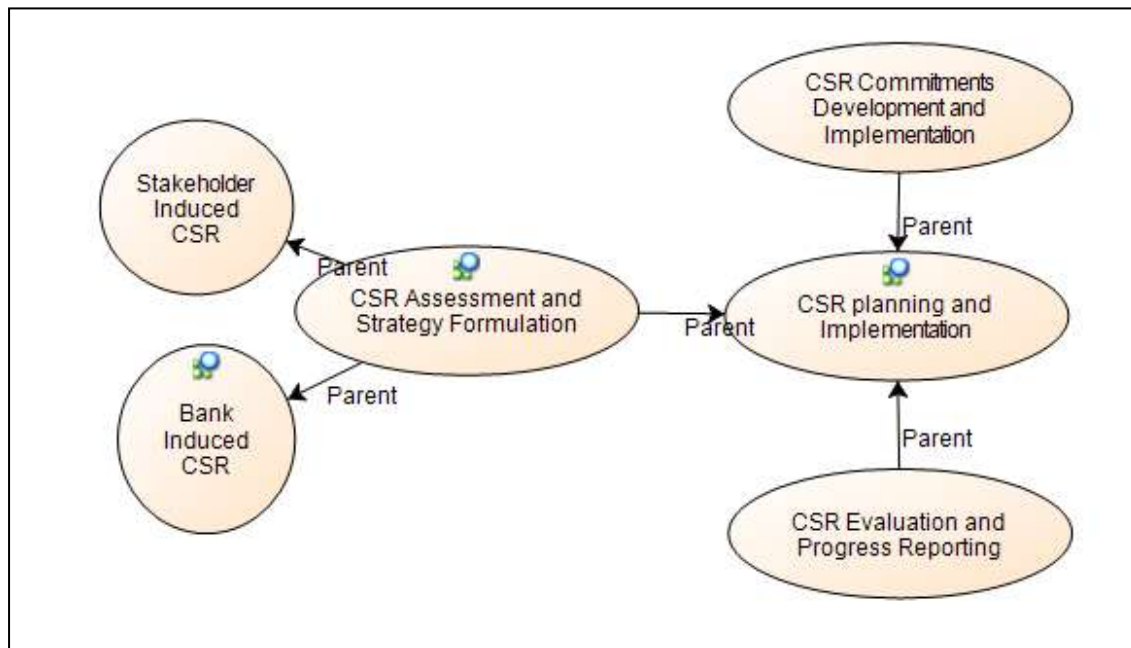 CSR Commitments
Development and
Implementation
Parent
Stakeholder
Induced
CSR
Parent
CSR Assessment and
Strategy Formulation
Parent
CSR planning and
Implementation
Bank
Induced
CSR
Parent
Parent
CSR Evaluation and
Progress Reporting